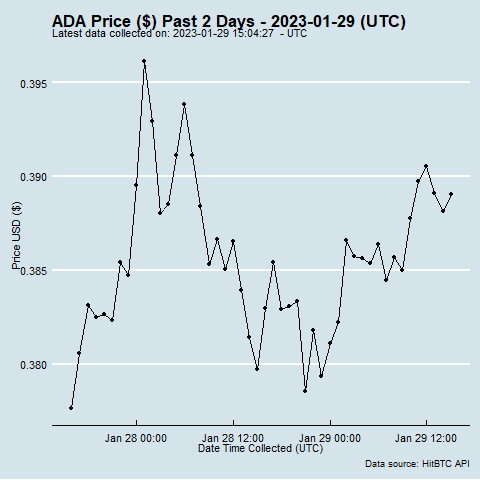 ADA Price ($) Past 2 Days - 2023-01-29 (UTC)
Latest data collected on: 2023-01-29 15:04:27  - UTC
0.395
0.390
0.385
0.380
Price USD ($)
Jan 28 00:00 Jan 28 12:00 Jan 29 00:00 Jan 29 12:00
Date Time Collected (UTC)
Data source: HitBTC API